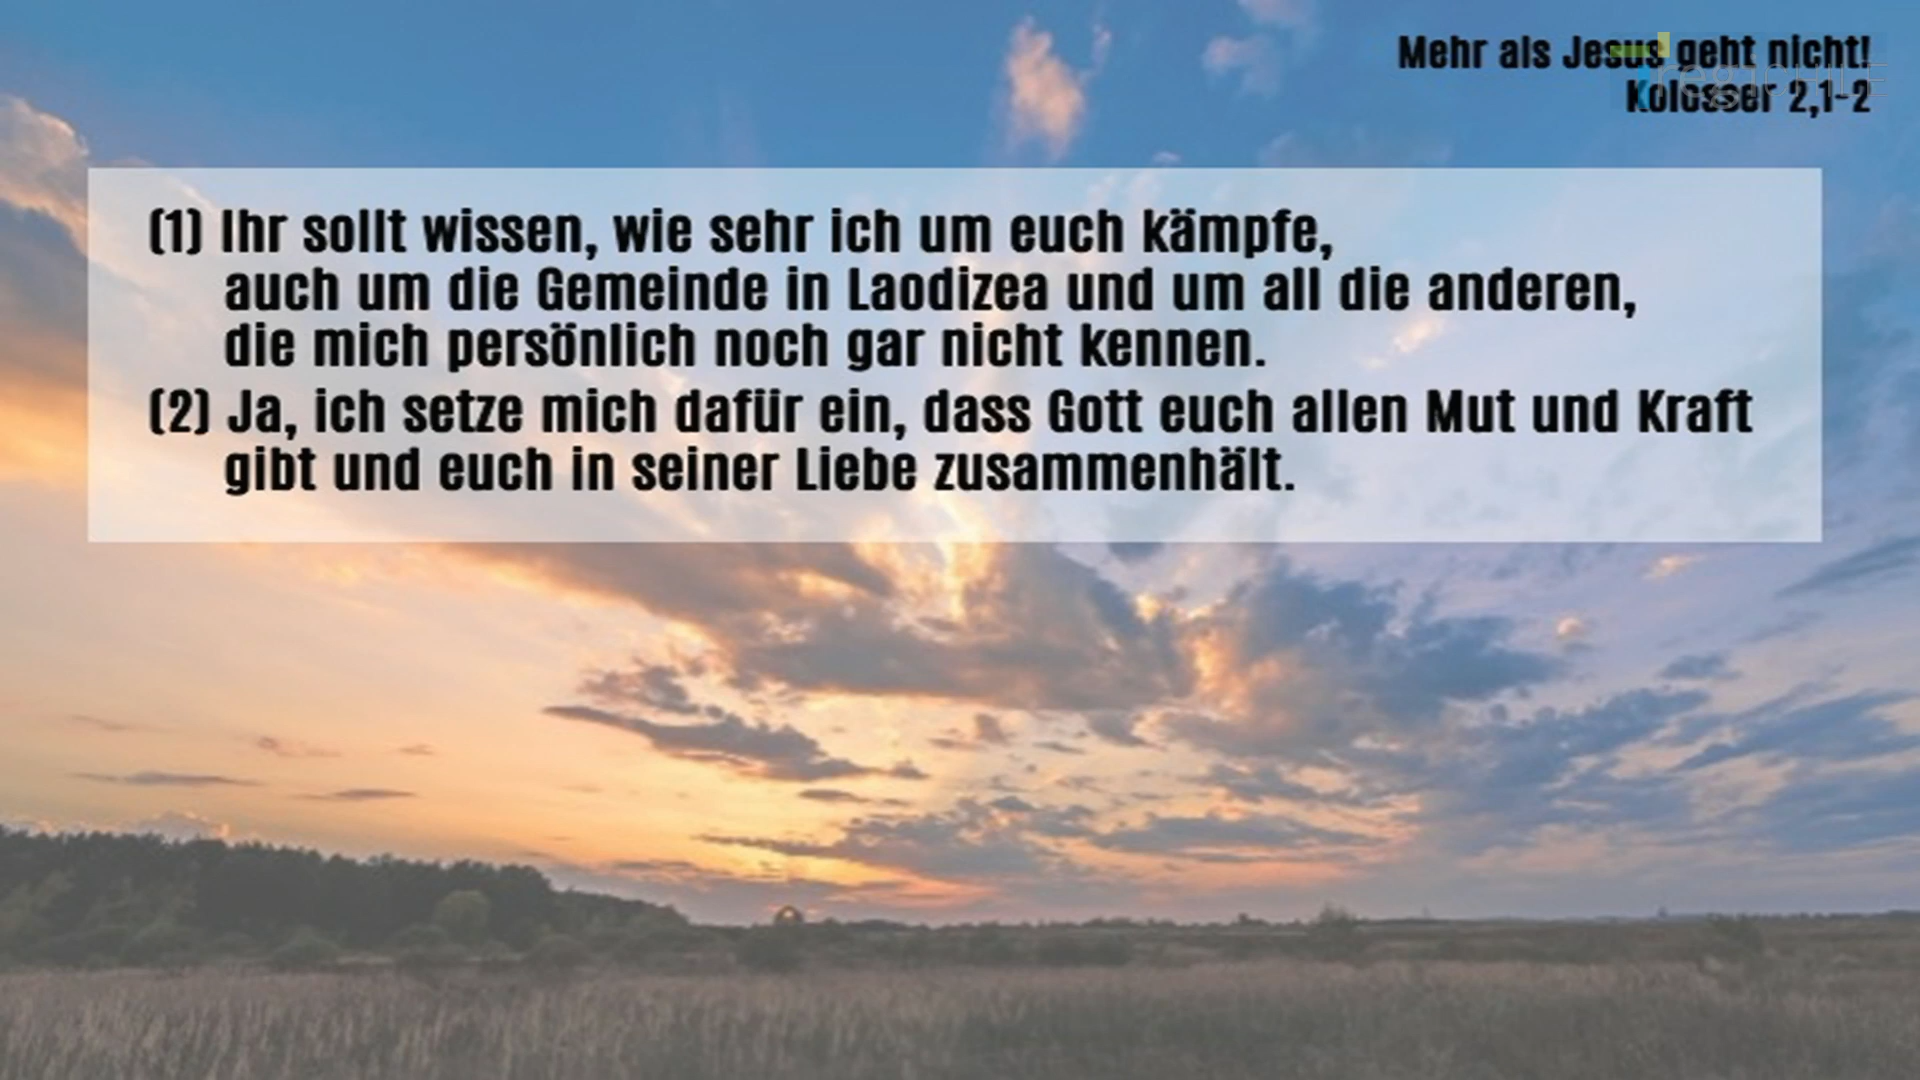 Mehr als Jesus geht nicht!
Kolosser 2,1-2
(1) Ihr sollt wissen, wie sehr ich um euch kämpfe,
auch um die Gemeinde in Laodizea und um all die anderen,
die mich persönlich noch gar nicht kennen.
(2) Ja, ich setze mich dafür ein, dass Gott euch allen Mut und Kraft
gibt und euch in seiner Liebe zusammenhält.